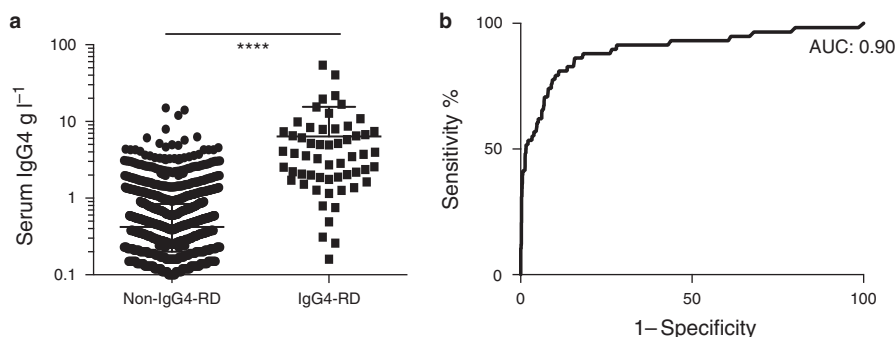 a
Serum IgG4 g l⁻¹
100
10
1
0.1
****
Non-IgG4-RD
IgG4-RD
b
Sensitivity %
100
50
0
AUC: 0.90
0
50
100
1–Specificity